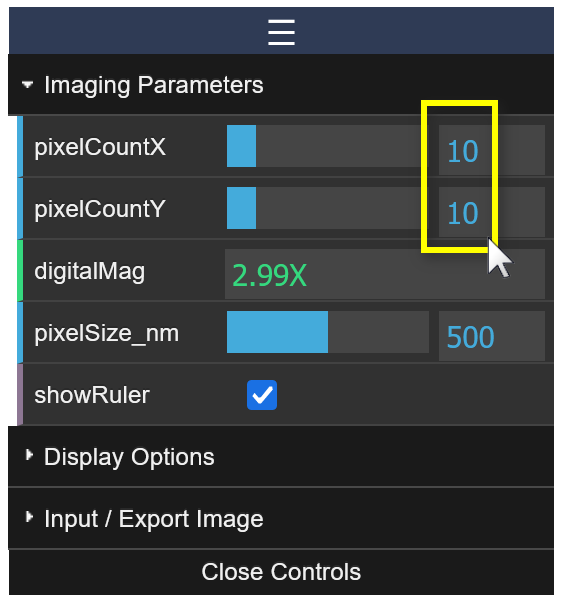 Imaging Parameters
pixelCountX 10
pixelCountY 10
digitalMag 2.99X
pixelSize_nm 500
showRuler
Display Options
Input / Export Image
Close Controls